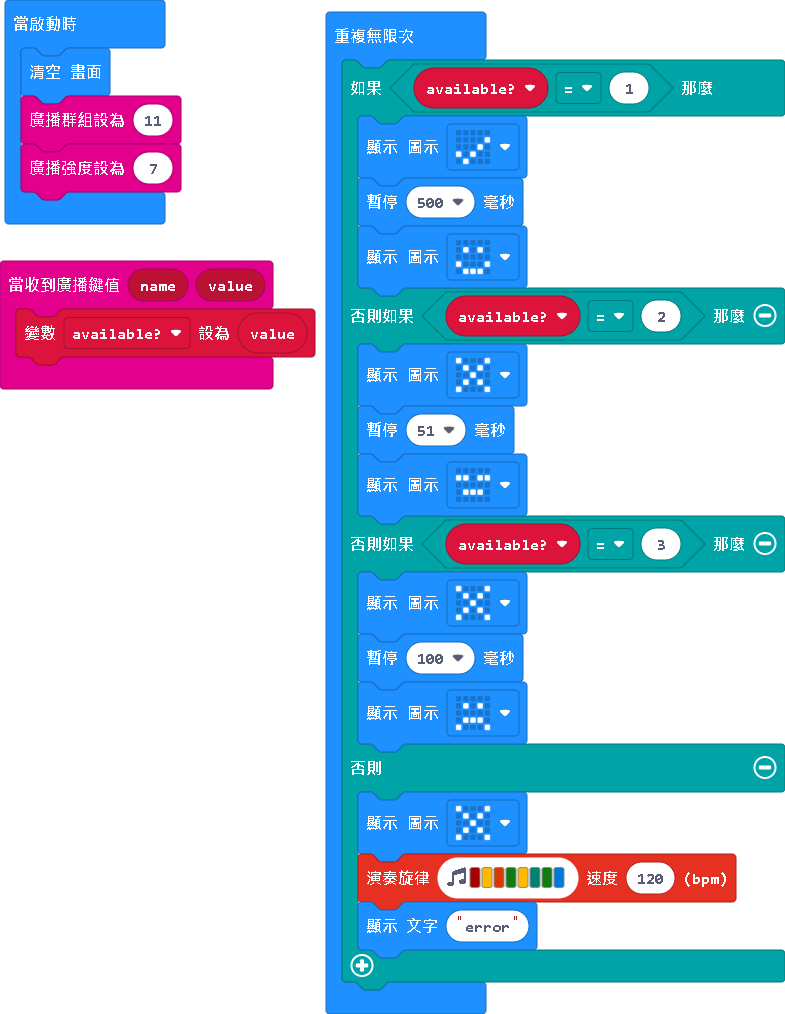 當啟動時
清空 畫面
廣播群組設為 11
廣播強度設為 7
當收到廣播鍵值 name value
變數 available? 設為 value
重複無限次
如果 available? = 1 那麼
顯示 圖示
暫停 500 毫秒
顯示 圖示
否則如果 available? = 2 那麼
顯示 圖示
暫停 51 毫秒
顯示 圖示
否則如果 available? = 3 那麼
顯示 圖示
暫停 100 毫秒
顯示 圖示
否則
顯示 圖示
演奏旋律 速度 120 (bpm)
顯示 文字 "error"